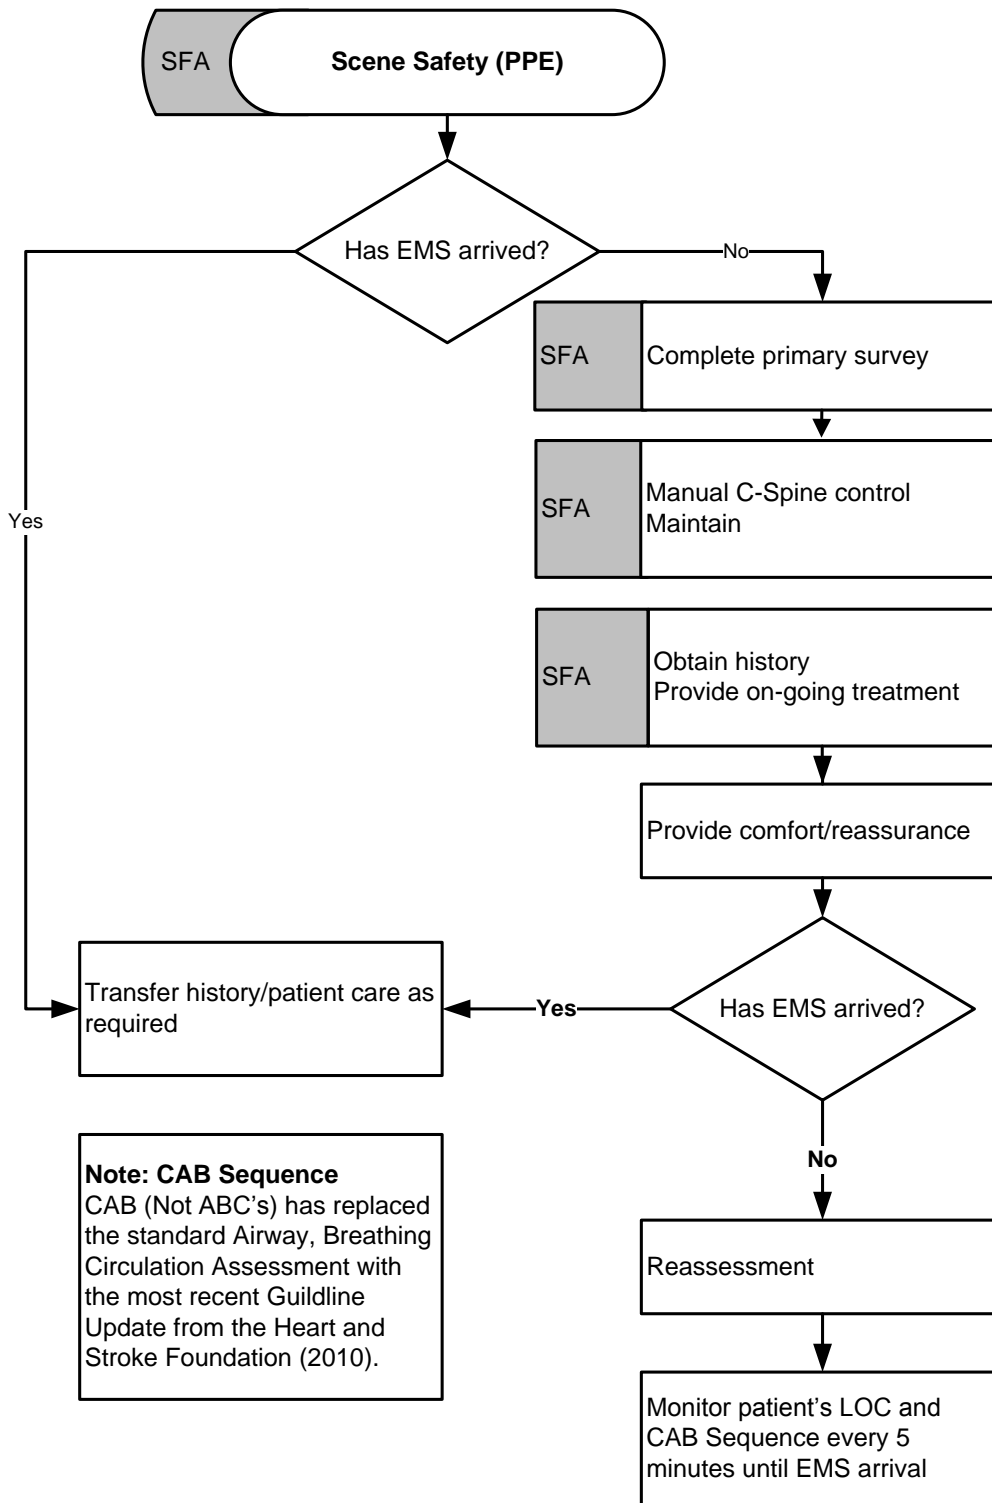 SFA
Scene Safety (PPE)
Has EMS arrived?
No
SFA
Complete primary survey
SFA
Manual C-Spine control
Maintain
Yes
SFA
Obtain history
Provide on-going treatment
Provide comfort/reassurance
Has EMS arrived?
Yes
Transfer history/patient care as
required
No
Note: CAB Sequence
CAB (Not ABC's) has replaced
the standard Airway, Breathing
Circulation Assessment with
the most recent Guildline
Update from the Heart and
Stroke Foundation (2010).
Reassessment
Monitor patient's LOC and
CAB Sequence every 5
minutes until EMS arrival